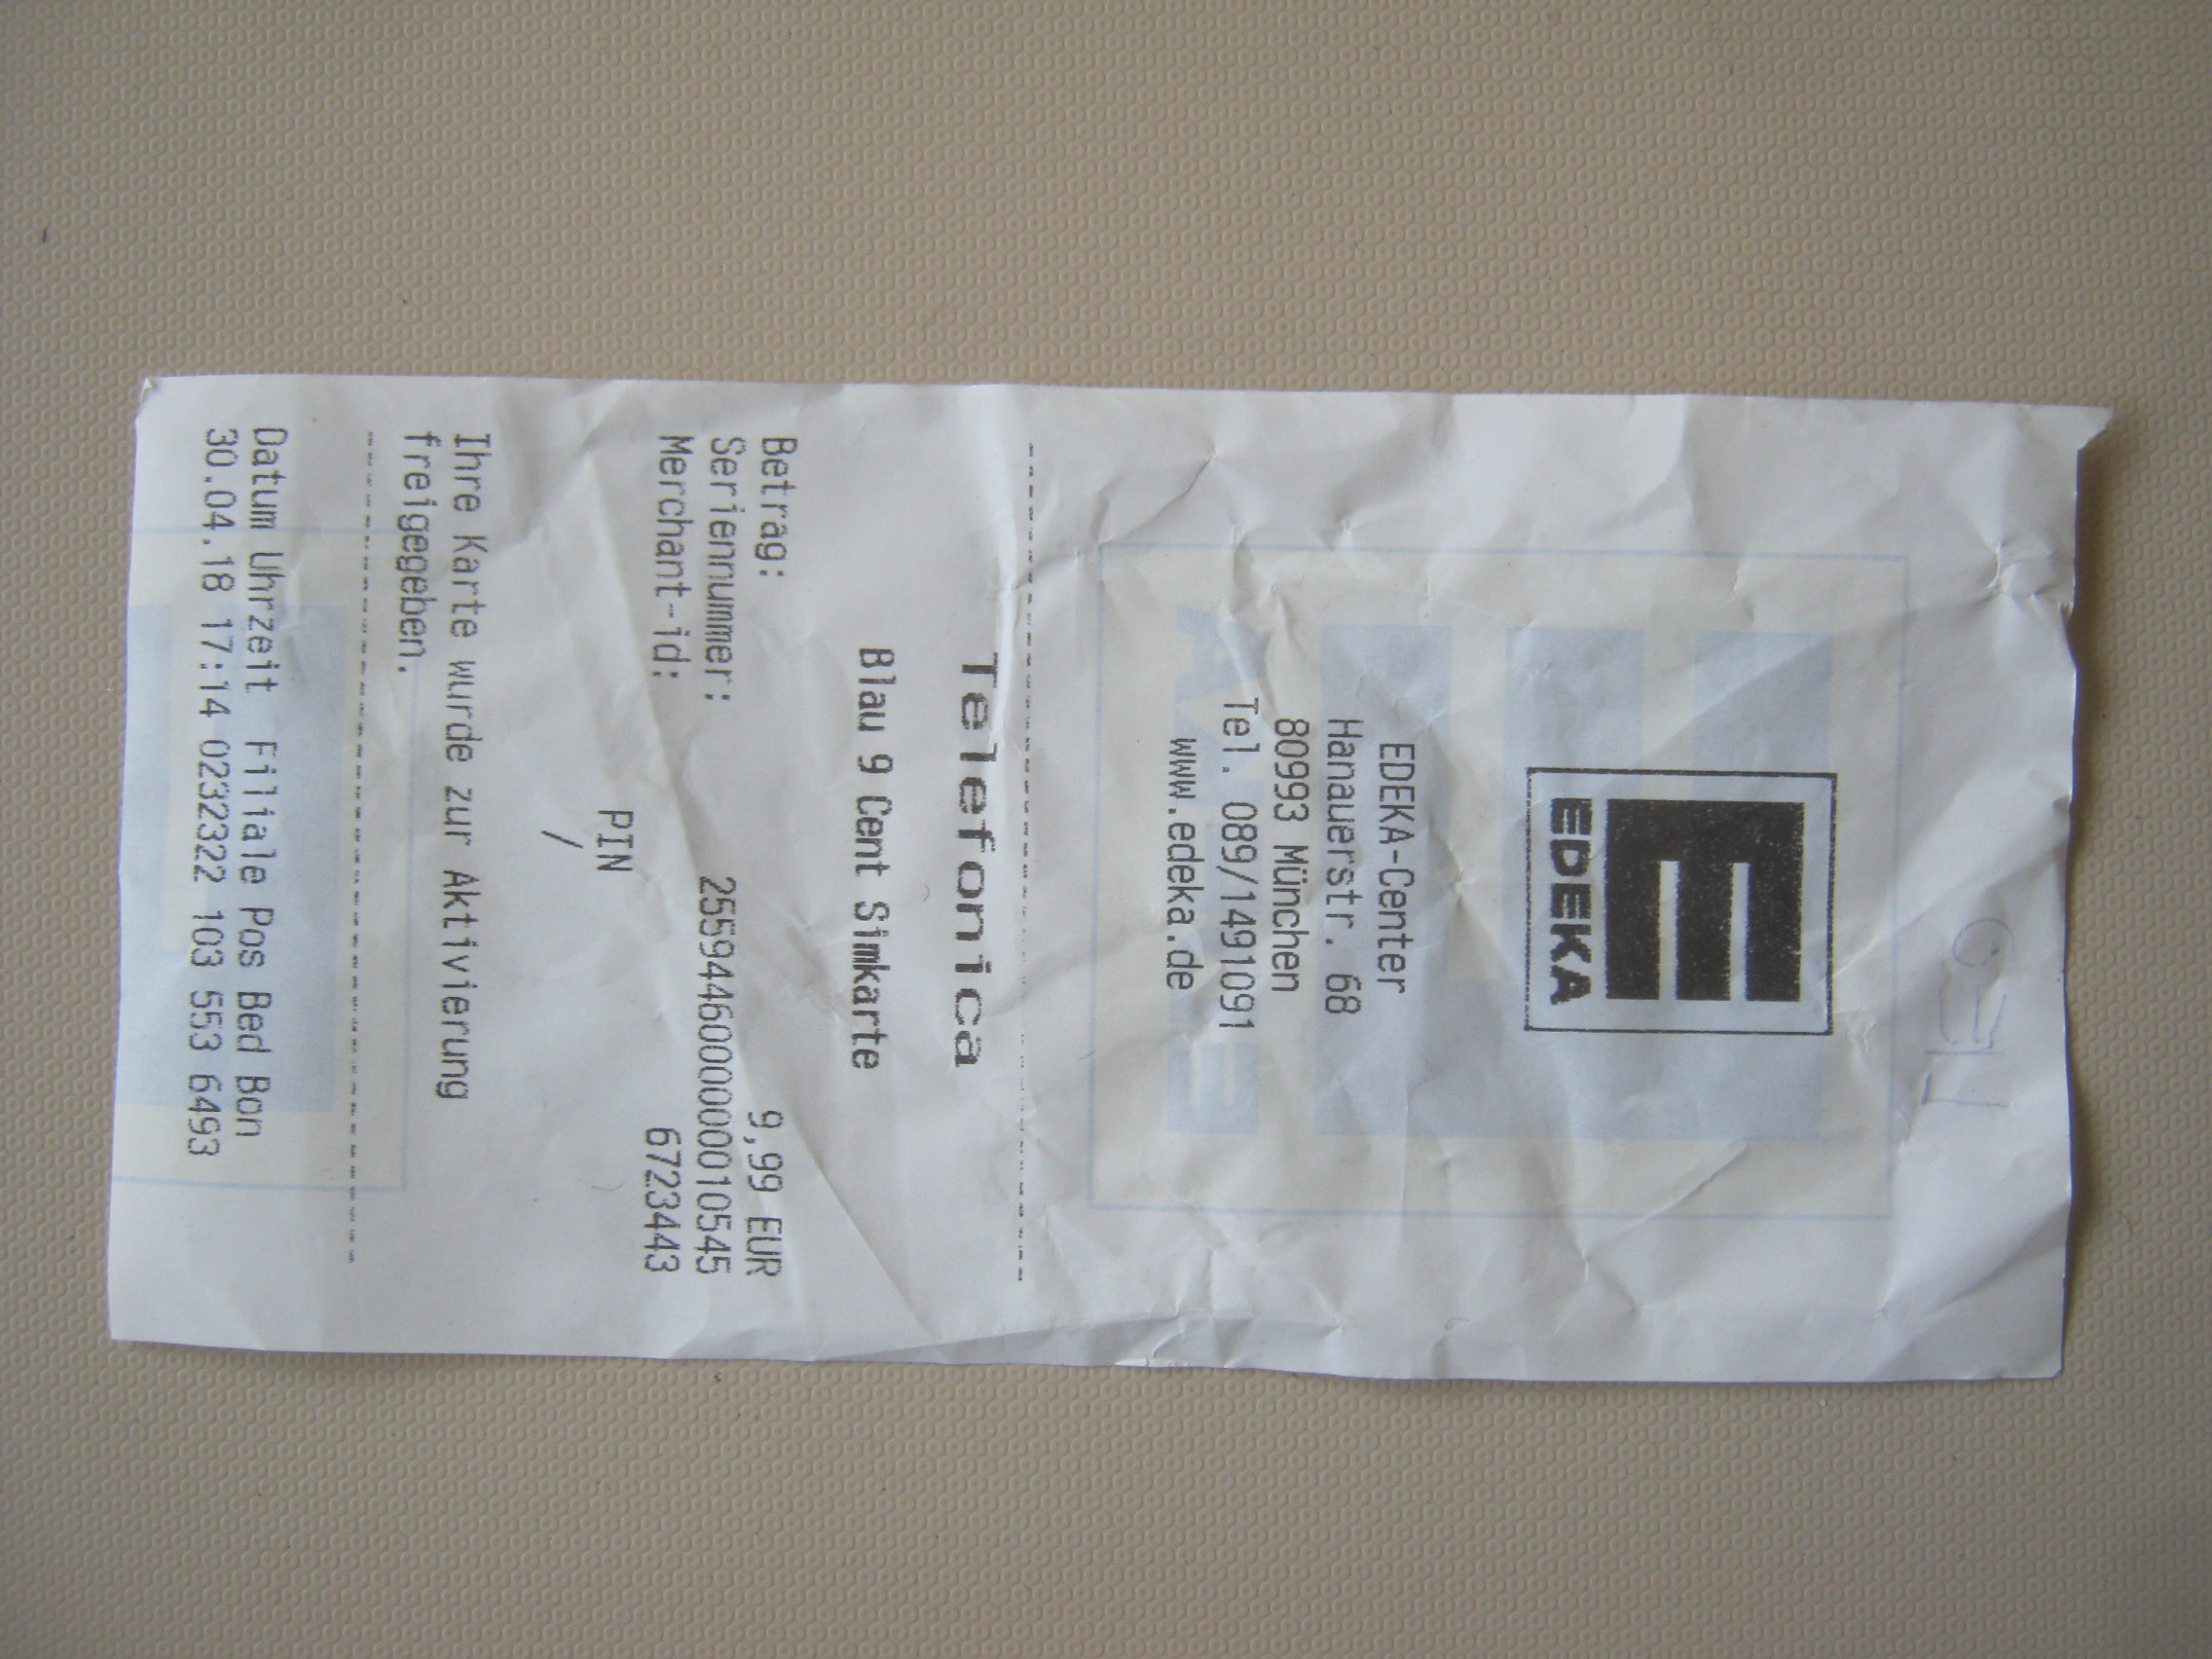 EDEKA
EDEKA-Center
Hanauerstr. 68
80993 München
Tel. 089/1491091
www.edeka.de
Telefonica
Blau 9 Cent Simkarte
Betrag: 9,99 EUR
Seriennummer: 2559446000000010545
Merchant-id: 6723443
PIN
/
Ihre Karte wurde zur Aktivierung
freigegeben.
Datum Uhrzeit Filiale Pos Bed Bon
30.04.18 17:14 0232322 103 553 6493